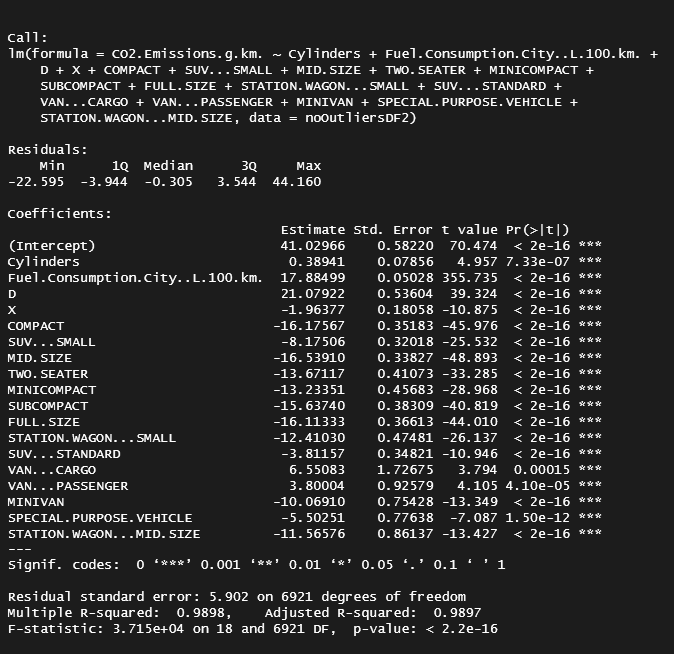 Call:
lm(formula = CO2.Emissions.g.km. ~ Cylinders + Fuel.Consumption.City..L.100.km. +
    D + X + COMPACT + SUV...SMALL + MID.SIZE + TWO.SEATER + MINICOMPACT +
    SUBCOMPACT + FULL.SIZE + STATION.WAGON...SMALL + SUV...STANDARD +
    VAN...CARGO + VAN...PASSENGER + MINIVAN + SPECIAL.PURPOSE.VEHICLE +
    STATION.WAGON...MID.SIZE, data = noOutliersDF2)
Residuals:
    Min      1Q  Median      3Q     Max
-22.595  -3.944  -0.305   3.544  44.160
Coefficients:
                                 Estimate Std. Error t value Pr(>|t|)
(Intercept)                      41.02966    0.58220  70.474  < 2e-16 ***
Cylinders                         0.38941    0.07856   4.957 7.33e-07 ***
Fuel.Consumption.City..L.100.km. 17.88499    0.05028 355.735  < 2e-16 ***
D                                21.07922    0.53604  39.324  < 2e-16 ***
X                                -1.96377    0.18058 -10.875  < 2e-16 ***
COMPACT                         -16.17567    0.35183 -45.976  < 2e-16 ***
SUV...SMALL                      -8.17506    0.32018 -25.532  < 2e-16 ***
MID.SIZE                        -16.53910    0.33827 -48.893  < 2e-16 ***
TWO.SEATER                      -13.67117    0.41073 -33.285  < 2e-16 ***
MINICOMPACT                     -13.23351    0.45683 -28.968  < 2e-16 ***
SUBCOMPACT                      -15.63740    0.38309 -40.819  < 2e-16 ***
FULL.SIZE                       -16.11333    0.36613 -44.010  < 2e-16 ***
STATION.WAGON...SMALL           -12.41030    0.47481 -26.137  < 2e-16 ***
SUV...STANDARD                   -3.81157    0.34821 -10.946  < 2e-16 ***
VAN...CARGO                       6.55083    1.72675   3.794  0.00015 ***
VAN...PASSENGER                   3.80004    0.92579   4.105 4.10e-05 ***
MINIVAN                         -10.06910    0.75428 -13.349  < 2e-16 ***
SPECIAL.PURPOSE.VEHICLE          -5.50251    0.77638  -7.087 1.50e-12 ***
STATION.WAGON...MID.SIZE        -11.56576    0.86137 -13.427  < 2e-16 ***
---
Signif. codes:  0 ‘***’ 0.001 ‘**’ 0.01 ‘*’ 0.05 ‘.’ 0.1 ‘ ’ 1
Residual standard error: 5.902 on 6921 degrees of freedom
Multiple R-squared:  0.9898,    Adjusted R-squared:  0.9897
F-statistic: 3.715e+04 on 18 and 6921 DF,  p-value: < 2.2e-16